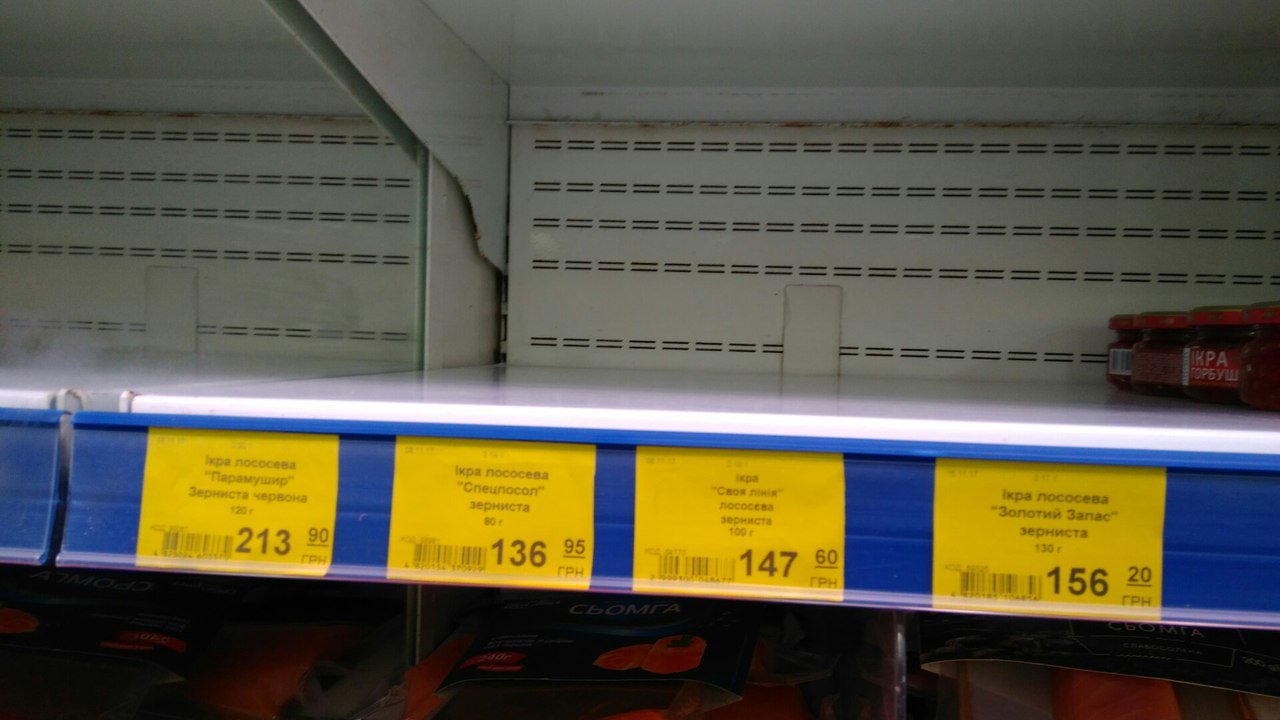 ІКРА
ГОРБУШ
Ікра лососева
"Парамушир"
Зерниста червона
120 г
213 90
ГРН
Ікра лососева
"Спецпосол"
зерниста
80 г
136 95
ГРН
Ікра
"Своя лінія"
лососєва
зерниста
100 г
147 60
ГРН
Ікра лососева
"Золотий Запас"
зерниста
130 г
156 20
ГРН
СЬОМГА
СЬОМГА
СЬОМГА